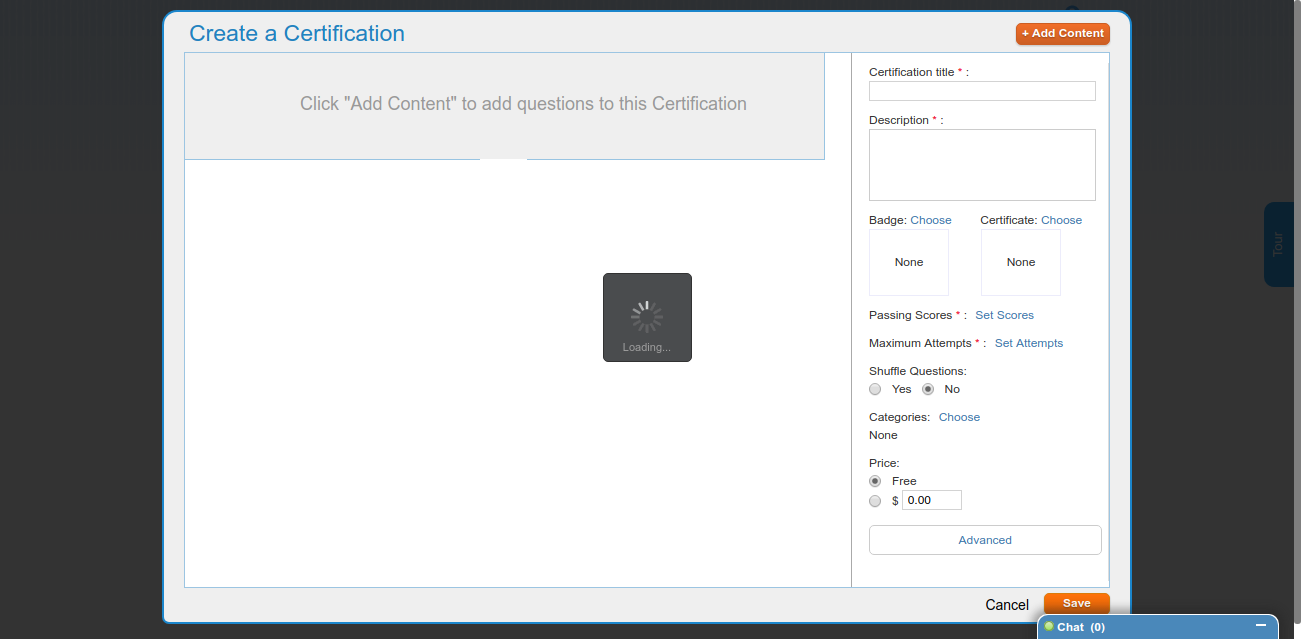 Create a Certification
+ Add Content
Click "Add Content" to add questions to this Certification
Loading...
Certification title * :
Description * :
Badge: Choose
Certificate: Choose
None
None
Passing Scores * : Set Scores
Maximum Attempts * : Set Attempts
Shuffle Questions:
Yes
No
Categories: Choose
None
Price:
Free
$ 0.00
Advanced
Tour
Cancel
Save
Chat (0)